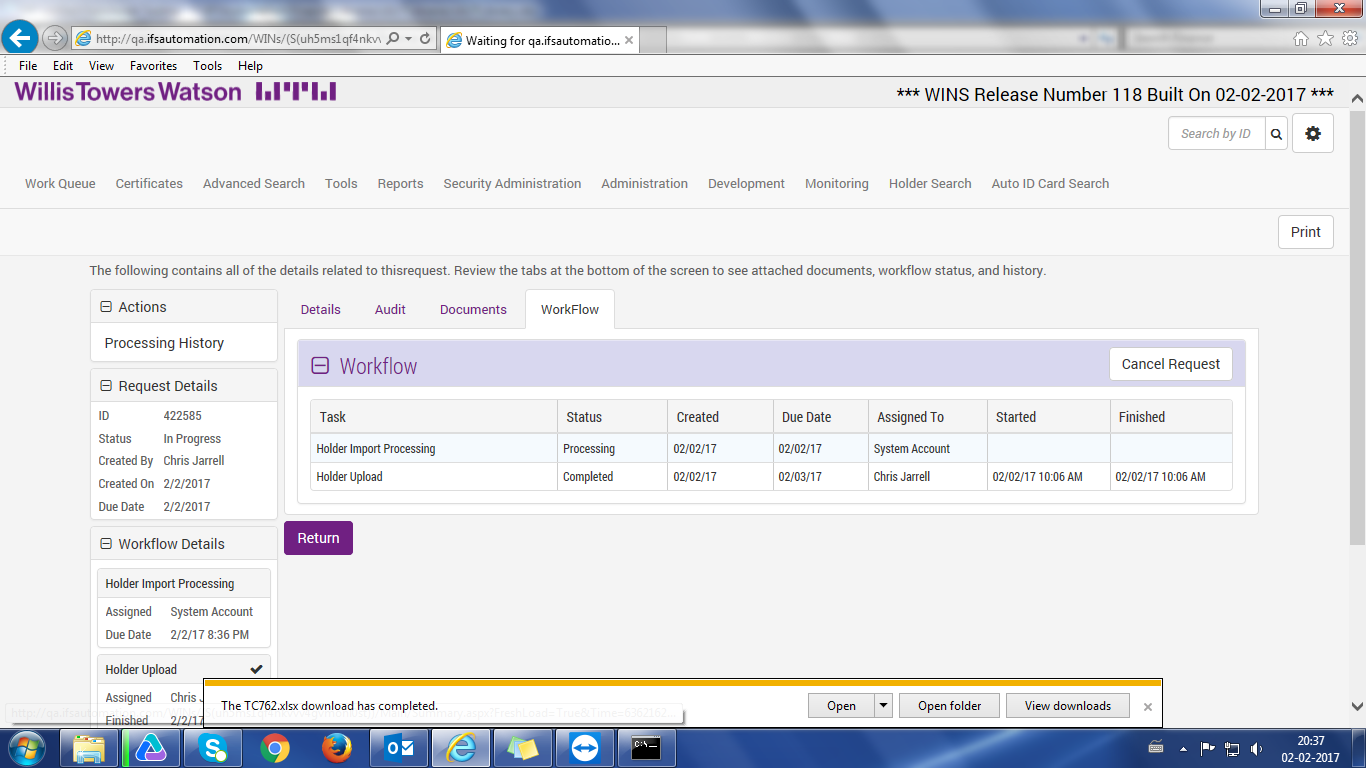 http://qa.ifsautomation.com/WINs/(S(uh5ms1qf4nkv
Waiting for qa.ifsautomatio...
File Edit View Favorites Tools Help
Willis Towers Watson
*** WINS Release Number 118 Built On 02-02-2017 ***
Search by ID
Work Queue Certificates Advanced Search Tools Reports Security Administration Administration Development Monitoring Holder Search Auto ID Card Search
Print
The following contains all of the details related to thisrequest. Review the tabs at the bottom of the screen to see attached documents, workflow status, and history.
Actions
Processing History
Request Details
ID 422585
Status In Progress
Created By Chris Jarrell
Created On 2/2/2017
Due Date 2/2/2017
Workflow Details
Holder Import Processing
Assigned System Account
Due Date 2/2/17 8:36 PM
Holder Upload
Assigned Chris J
Finished 2/2/17
Details Audit Documents WorkFlow
Workflow
Cancel Request
Task Status Created Due Date Assigned To Started Finished
Holder Import Processing Processing 02/02/17 02/02/17 System Account
Holder Upload Completed 02/02/17 02/03/17 Chris Jarrell 02/02/17 10:06 AM 02/02/17 10:06 AM
Return
The TC762.xlsx download has completed.
Open Open folder View downloads
20:37
02-02-2017